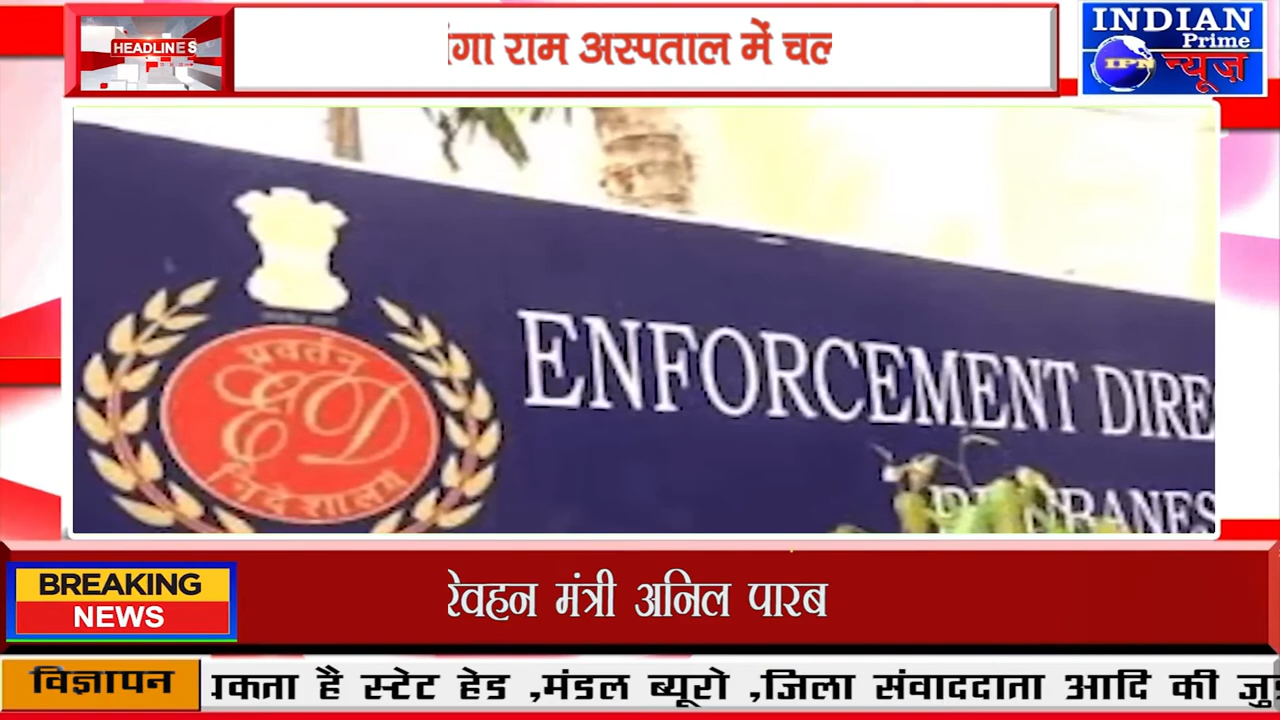 HEADLINES
गंगा राम अस्पताल में चल
INDIAN
Prime
IPN न्यूज़
प्रवर्तन
ED
निदेशालय
ENFORCEMENT DIRE
BREAKING
NEWS
रिवहन मंत्री अनिल पारब
विज्ञापन
यकता है स्टेट हेड ,मंडल ब्यूरो ,जिला संवाददाता आदि की जु